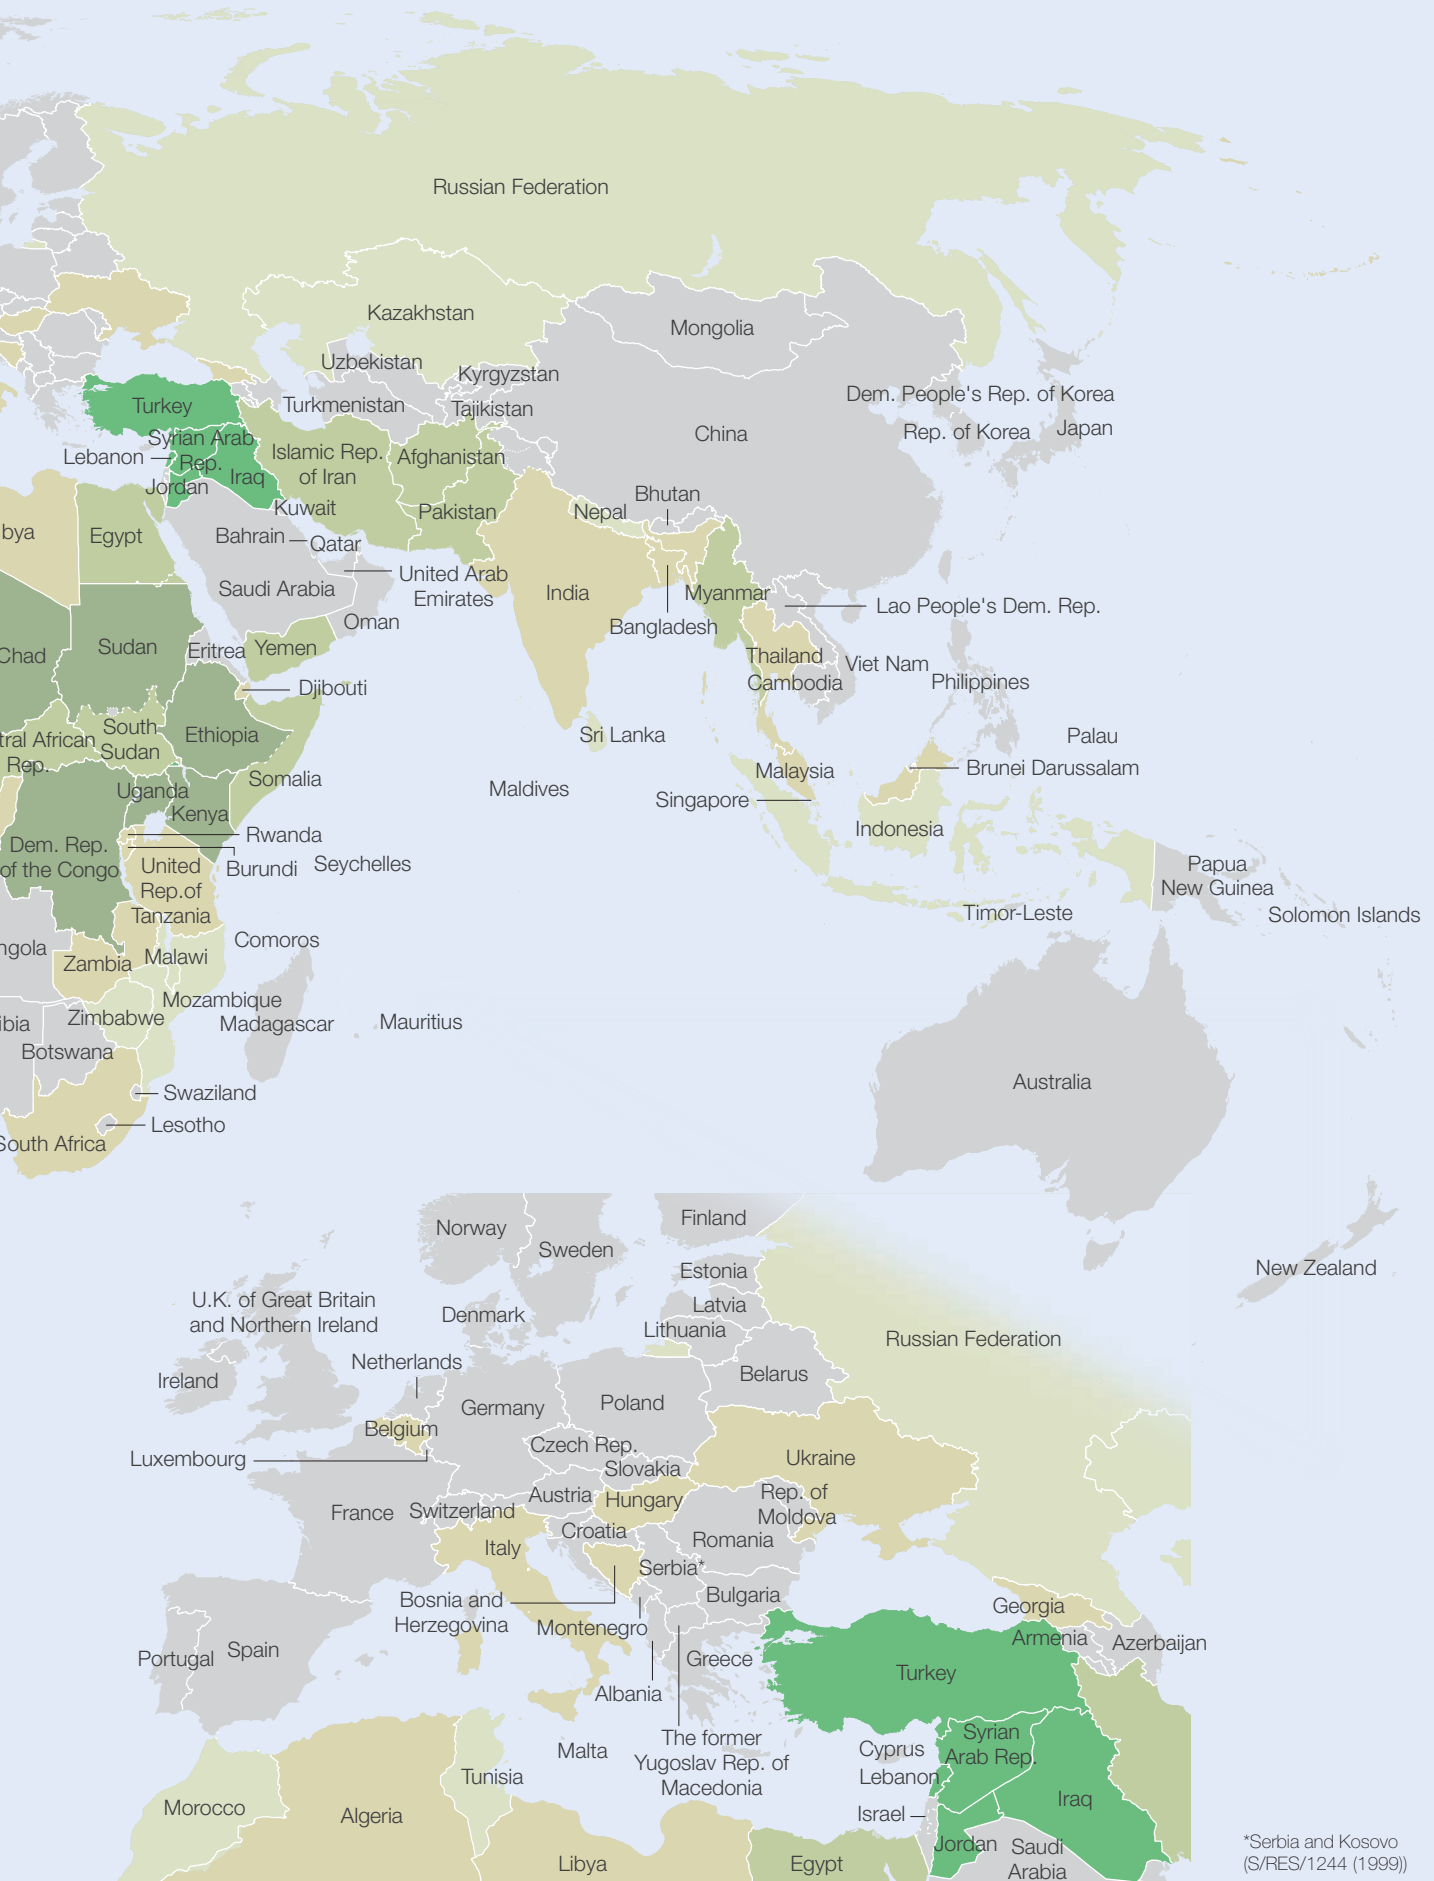 Russian Federation
Kazakhstan
Mongolia
Uzbekistan
Kyrgyzstan
Dem. People's Rep. of Korea
Turkey
Turkmenistan
Tajikistan
China
Rep. of Korea
Japan
Syrian Arab
Rep.
Lebanon
Islamic Rep.
of Iran
Afghanistan
Iraq
Jordan
Kuwait
Pakistan
Nepal
Bhutan
bya
Egypt
Bahrain
Qatar
Saudi Arabia
United Arab
Emirates
India
Myanmar
Lao People's Dem. Rep.
Oman
Bangladesh
Chad
Sudan
Eritrea
Yemen
Thailand
Viet Nam
Cambodia
Philippines
Djibouti
tral African
Rep.
South
Sudan
Ethiopia
Sri Lanka
Palau
Somalia
Malaysia
Brunei Darussalam
Uganda
Maldives
Singapore
Kenya
Indonesia
Dem. Rep.
of the Congo
Rwanda
Burundi
Seychelles
United
Rep.of
Tanzania
Papua
New Guinea
Timor-Leste
Solomon Islands
ngola
Zambia
Malawi
Comoros
Mozambique
Madagascar
Mauritius
ibia
Zimbabwe
Botswana
Australia
Swaziland
Lesotho
South Africa
New Zealand
Norway
Sweden
Finland
Estonia
Latvia
Lithuania
U.K. of Great Britain
and Northern Ireland
Denmark
Russian Federation
Netherlands
Ireland
Belarus
Germany
Poland
Belgium
Luxembourg
Czech Rep.
Slovakia
Ukraine
France
Switzerland
Austria
Hungary
Rep. of
Moldova
Croatia
Romania
Italy
Serbia*
Bosnia and
Herzegovina
Montenegro
Bulgaria
Georgia
Armenia
Azerbaijan
Portugal
Spain
Greece
Turkey
Albania
The former
Yugoslav Rep. of
Macedonia
Malta
Cyprus
Syrian
Arab Rep.
Lebanon
Tunisia
Israel
Iraq
Morocco
Algeria
Jordan
Saudi
Arabia
Libya
Egypt
*Serbia and Kosovo
(S/RES/1244 (1999))